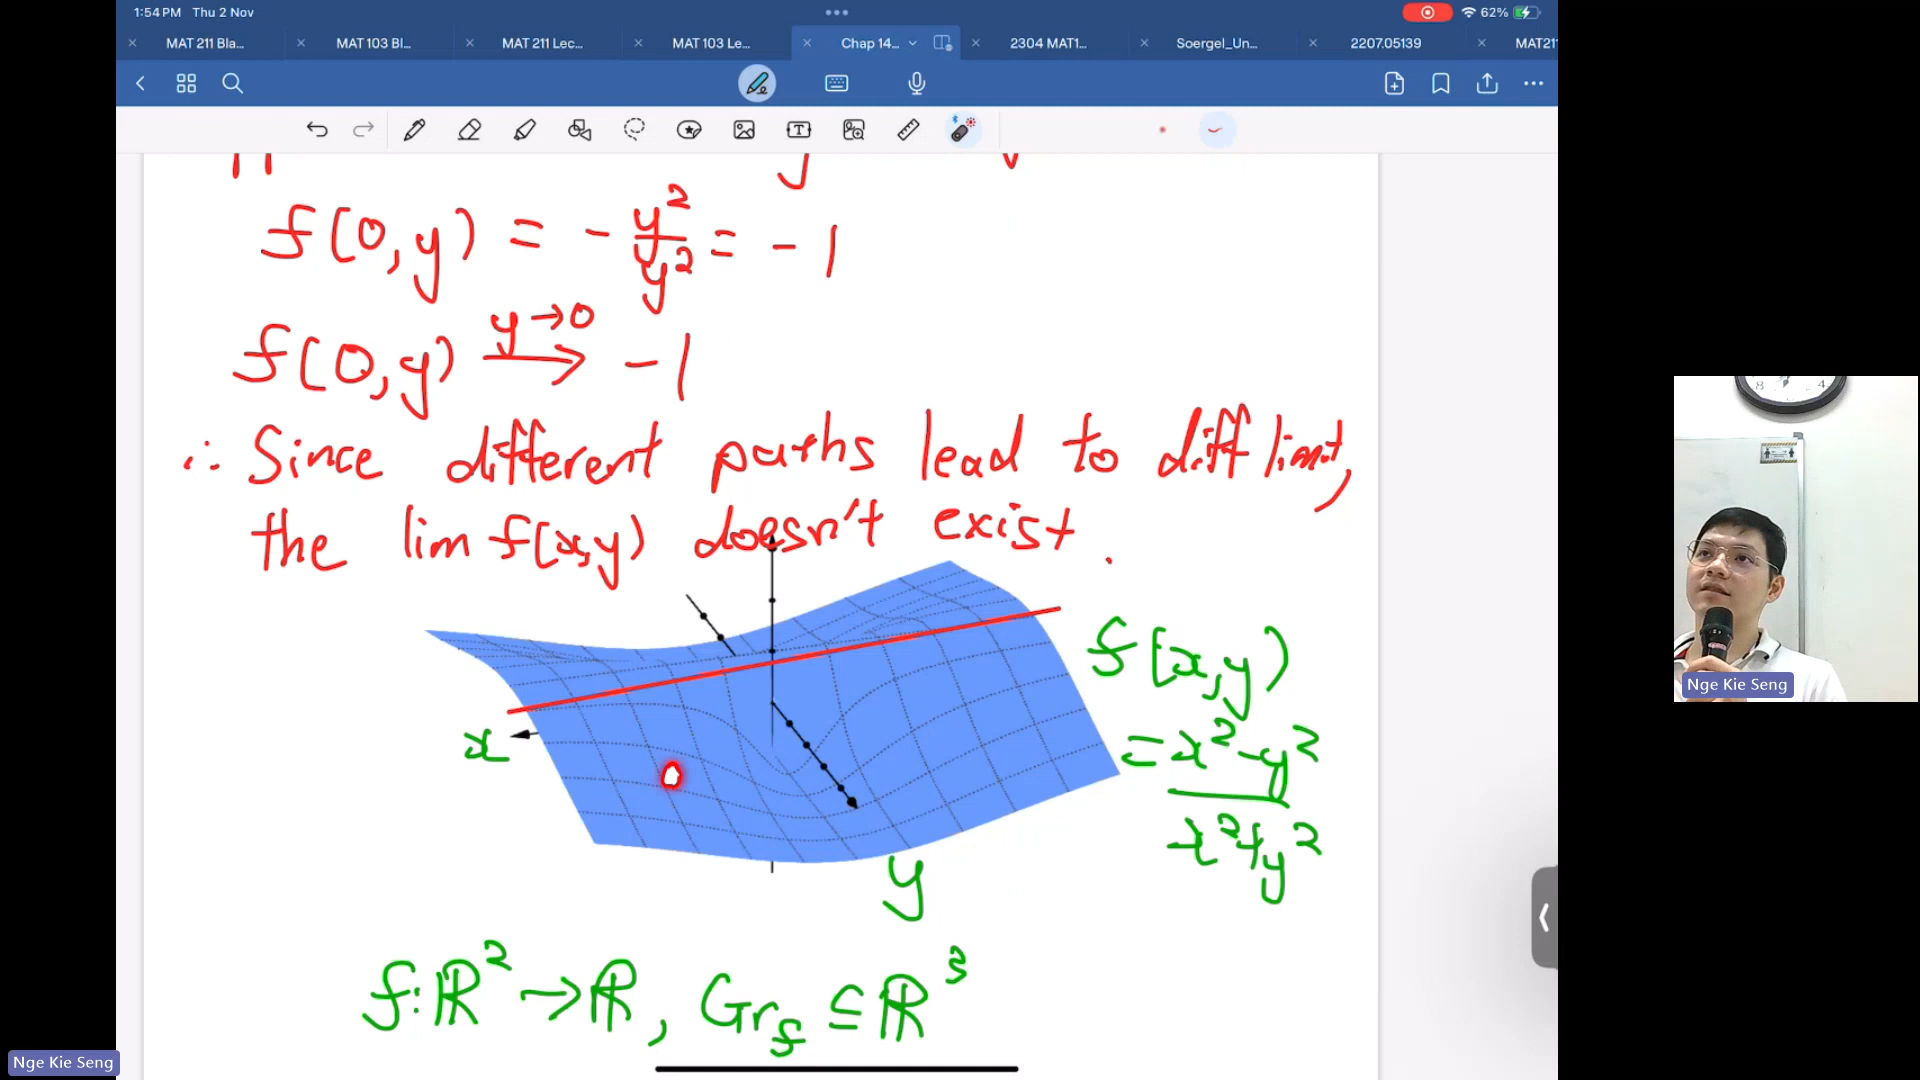 1:54 PM Thu 2 Nov
62%
MAT 211 Bla...
MAT 103 Bl...
MAT 211 Lec...
MAT 103 Le...
Chap 14...
2304 MAT1...
Soergel_Un...
2207.05139
MAT21
f(0,y) = - y²/y² = -1
f(0,y) y→0 → -1
∴ Since different paths lead to diff limit,
the lim f(x,y) doesn't exist.
f(x,y)
= x²-y²
x²+y²
x
y
f:ℝ²→ℝ, Gr_f ⊆ ℝ³
8 4
Nge Kie Seng
Nge Kie Seng